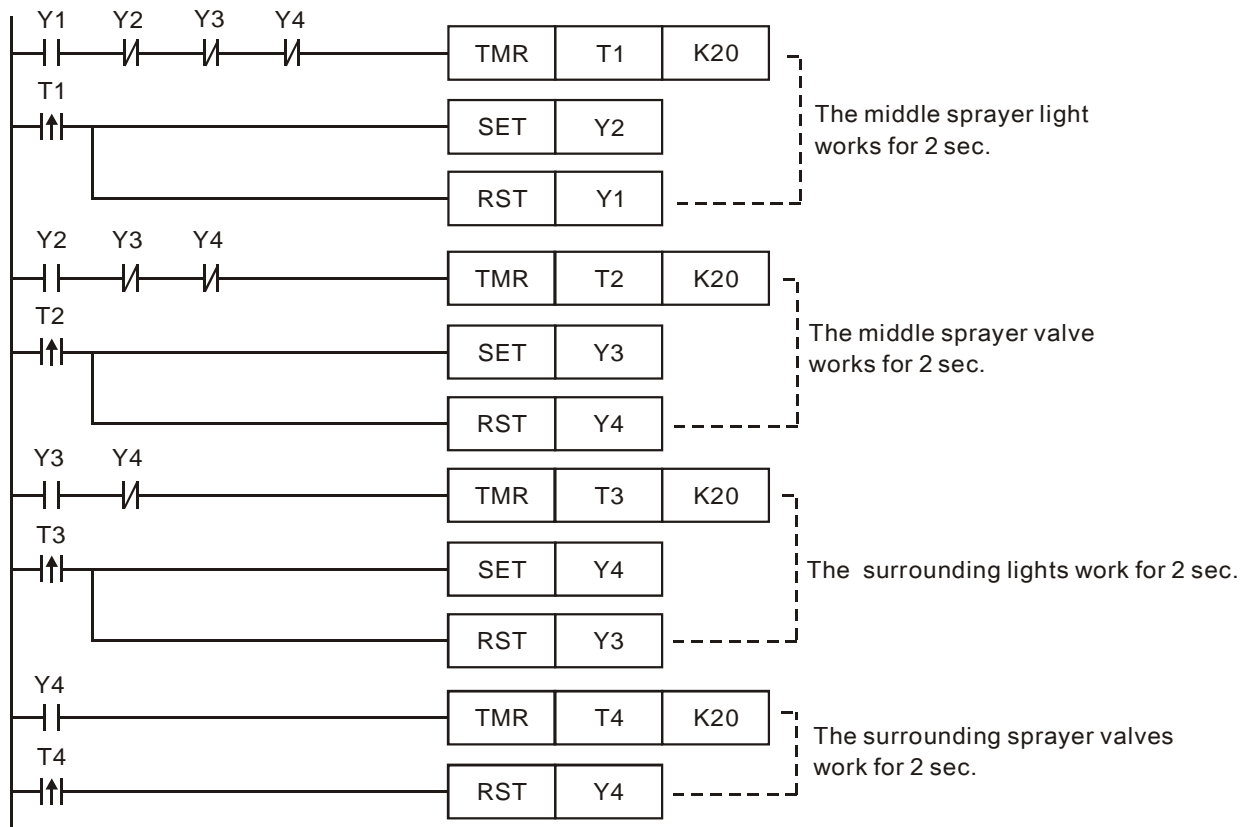 Y1 Y2 Y3 Y4
TMR T1 K20
T1
SET Y2
The middle sprayer light
works for 2 sec.
RST Y1
Y2 Y3 Y4
TMR T2 K20
T2
SET Y3
The middle sprayer valve
works for 2 sec.
RST Y4
Y3 Y4
TMR T3 K20
T3
SET Y4
The surrounding lights work for 2 sec.
RST Y3
Y4
TMR T4 K20
The surrounding sprayer valves
work for 2 sec.
T4
RST Y4